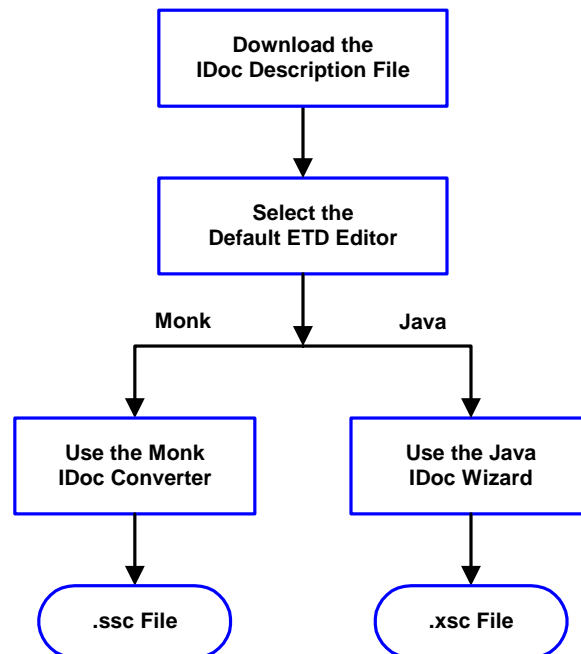 Download the
IDoc Description File
Select the
Default ETD Editor
Monk
Java
Use the Monk
IDoc Converter
Use the Java
IDoc Wizard
.ssc File
.xsc File